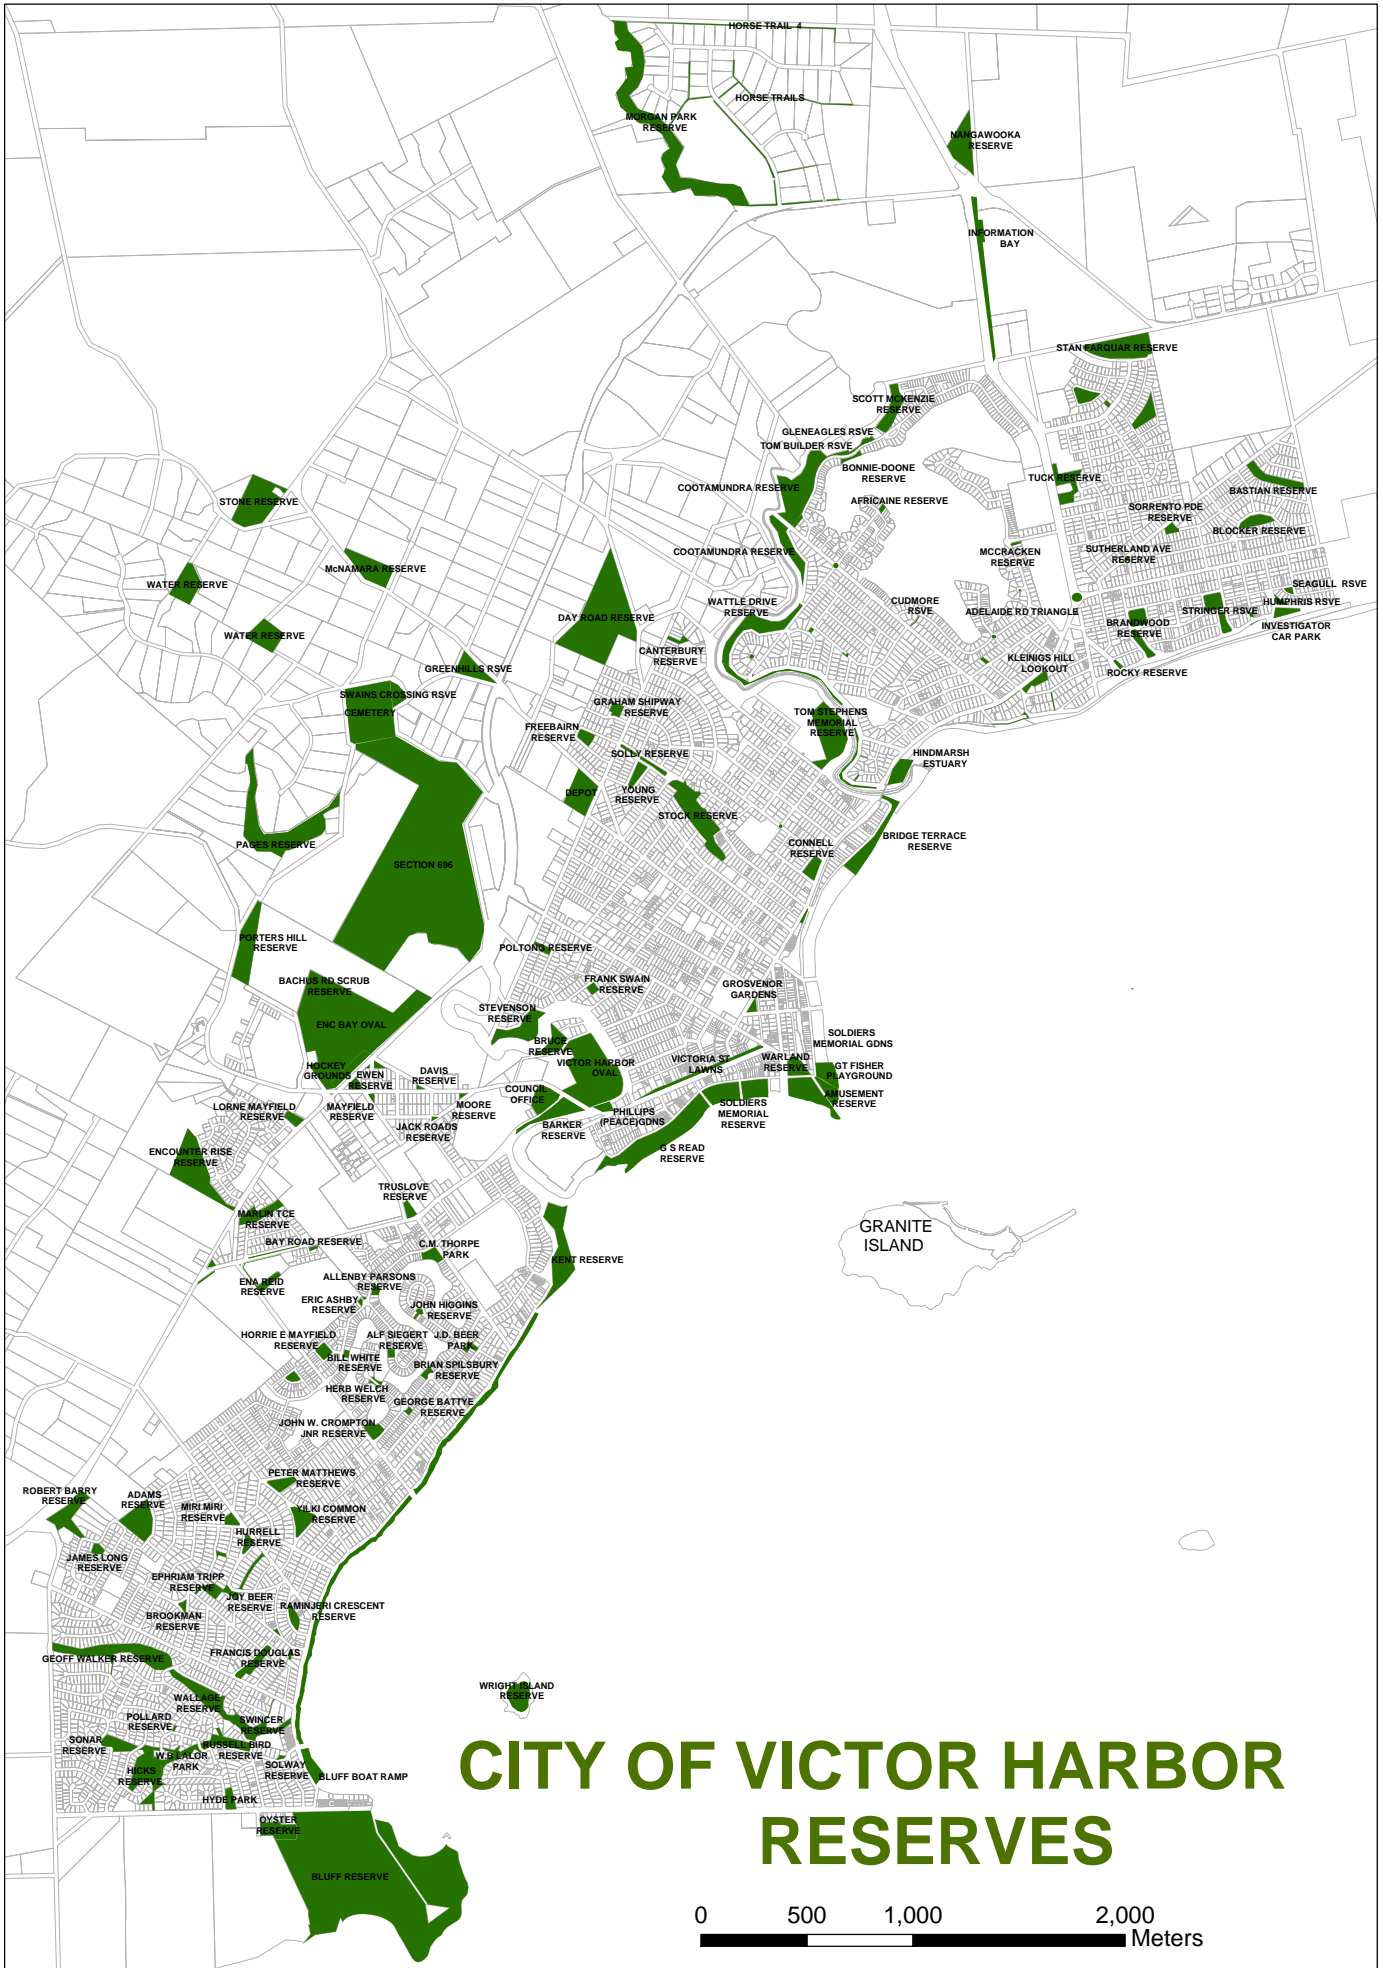 HORSE TRAIL 4
HORSE TRAILS
MORGAN PARK
RESERVE
NANGAWOOKA
RESERVE
INFORMATION
BAY
STAN FARQUAR RESERVE
SCOTT MCKENZIE
RESERVE
GLENEAGLES RSVE
TOM BUILDER RSVE
BONNIE-DOONE
RESERVE
COOTAMUNDRA RESERVE
AFRICAINE RESERVE
TUCK RESERVE
BASTIAN RESERVE
SORRENTO PDE
RESERVE
BLOCKER RESERVE
STONE RESERVE
COOTAMUNDRA RESERVE
MCCRACKEN
RESERVE
SUTHERLAND AVE
RESERVE
McNAMARA RESERVE
WATER RESERVE
SEAGULL RSVE
HUMPHRIS RSVE
WATTLE DRIVE
RESERVE
CUDMORE
RSVE
ADELAIDE RD TRIANGLE
STRINGER RSVE
DAY ROAD RESERVE
BRANDWOOD
RESERVE
INVESTIGATOR
CAR PARK
WATER RESERVE
CANTERBURY
RESERVE
KLEINIGS HILL
LOOKOUT
ROCKY RESERVE
GREENHILLS RSVE
SWAINS CROSSING RSVE
CEMETERY
GRAHAM SHIPWAY
RESERVE
TOM STEPHENS
MEMORIAL
RESERVE
FREEBAIRN
RESERVE
SOLLY RESERVE
HINDMARSH
ESTUARY
DEPOT
YOUNG
RESERVE
STOCK RESERVE
BRIDGE TERRACE
RESERVE
CONNELL
RESERVE
PAGES RESERVE
SECTION 696
PORTERS HILL
RESERVE
POLTONG RESERVE
BACHUS RD SCRUB
RESERVE
FRANK SWAIN
RESERVE
GROSVENOR
GARDENS
STEVENSON
RESERVE
ENC BAY OVAL
SOLDIERS
MEMORIAL GDNS
BRUCE
RESERVE
VICTOR HARBOR
OVAL
VICTORIA ST
LAWNS
WARLAND
RESERVE
GT FISHER
PLAYGROUND
HOCKEY
GROUNDS
EWEN
RESERVE
DAVIS
RESERVE
COUNCIL
OFFICE
AMUSEMENT
RESERVE
LORNE MAYFIELD
RESERVE
MAYFIELD
RESERVE
MOORE
RESERVE
JACK ROADS
RESERVE
BARKER
RESERVE
PHILLIPS
(PEACE)GDNS
SOLDIERS
MEMORIAL
RESERVE
G S READ
RESERVE
ENCOUNTER RISE
RESERVE
TRUSLOVE
RESERVE
MARLIN TCE
RESERVE
GRANITE
ISLAND
BAY ROAD RESERVE
C.M. THORPE
PARK
KENT RESERVE
ENA REID
RESERVE
ALLENBY PARSONS
RESERVE
ERIC ASHBY
RESERVE
JOHN HIGGINS
RESERVE
HORRIE E MAYFIELD
RESERVE
ALF SIEGERT
RESERVE
J.D. BEER
PARK
BILL WHITE
RESERVE
BRIAN SPILSBURY
RESERVE
HERB WELCH
RESERVE
GEORGE BATTYE
RESERVE
JOHN W. CROMPTON
JNR RESERVE
PETER MATTHEWS
RESERVE
ROBERT BARRY
RESERVE
ADAMS
RESERVE
MIRI MIRI
RESERVE
YILKI COMMON
RESERVE
HURRELL
RESERVE
JAMES LONG
RESERVE
EPHRIAM TRIPP
RESERVE
JOY BEER
RESERVE
RAMINJERI CRESCENT
RESERVE
BROOKMAN
RESERVE
GEOFF WALKER RESERVE
FRANCIS DOUGLAS
RESERVE
WRIGHT ISLAND
RESERVE
WALLAGE
RESERVE
POLLARD
RESERVE
SWINCER
RESERVE
SONAR
RESERVE
RUSSELL BIRD
RESERVE
W.B LALOR
PARK
HICKS
RESERVE
SOLWAY
RESERVE
BLUFF BOAT RAMP
HYDE PARK
OYSTER
RESERVE
BLUFF RESERVE
CITY OF VICTOR HARBOR
RESERVES
0 500 1,000 2,000
Meters